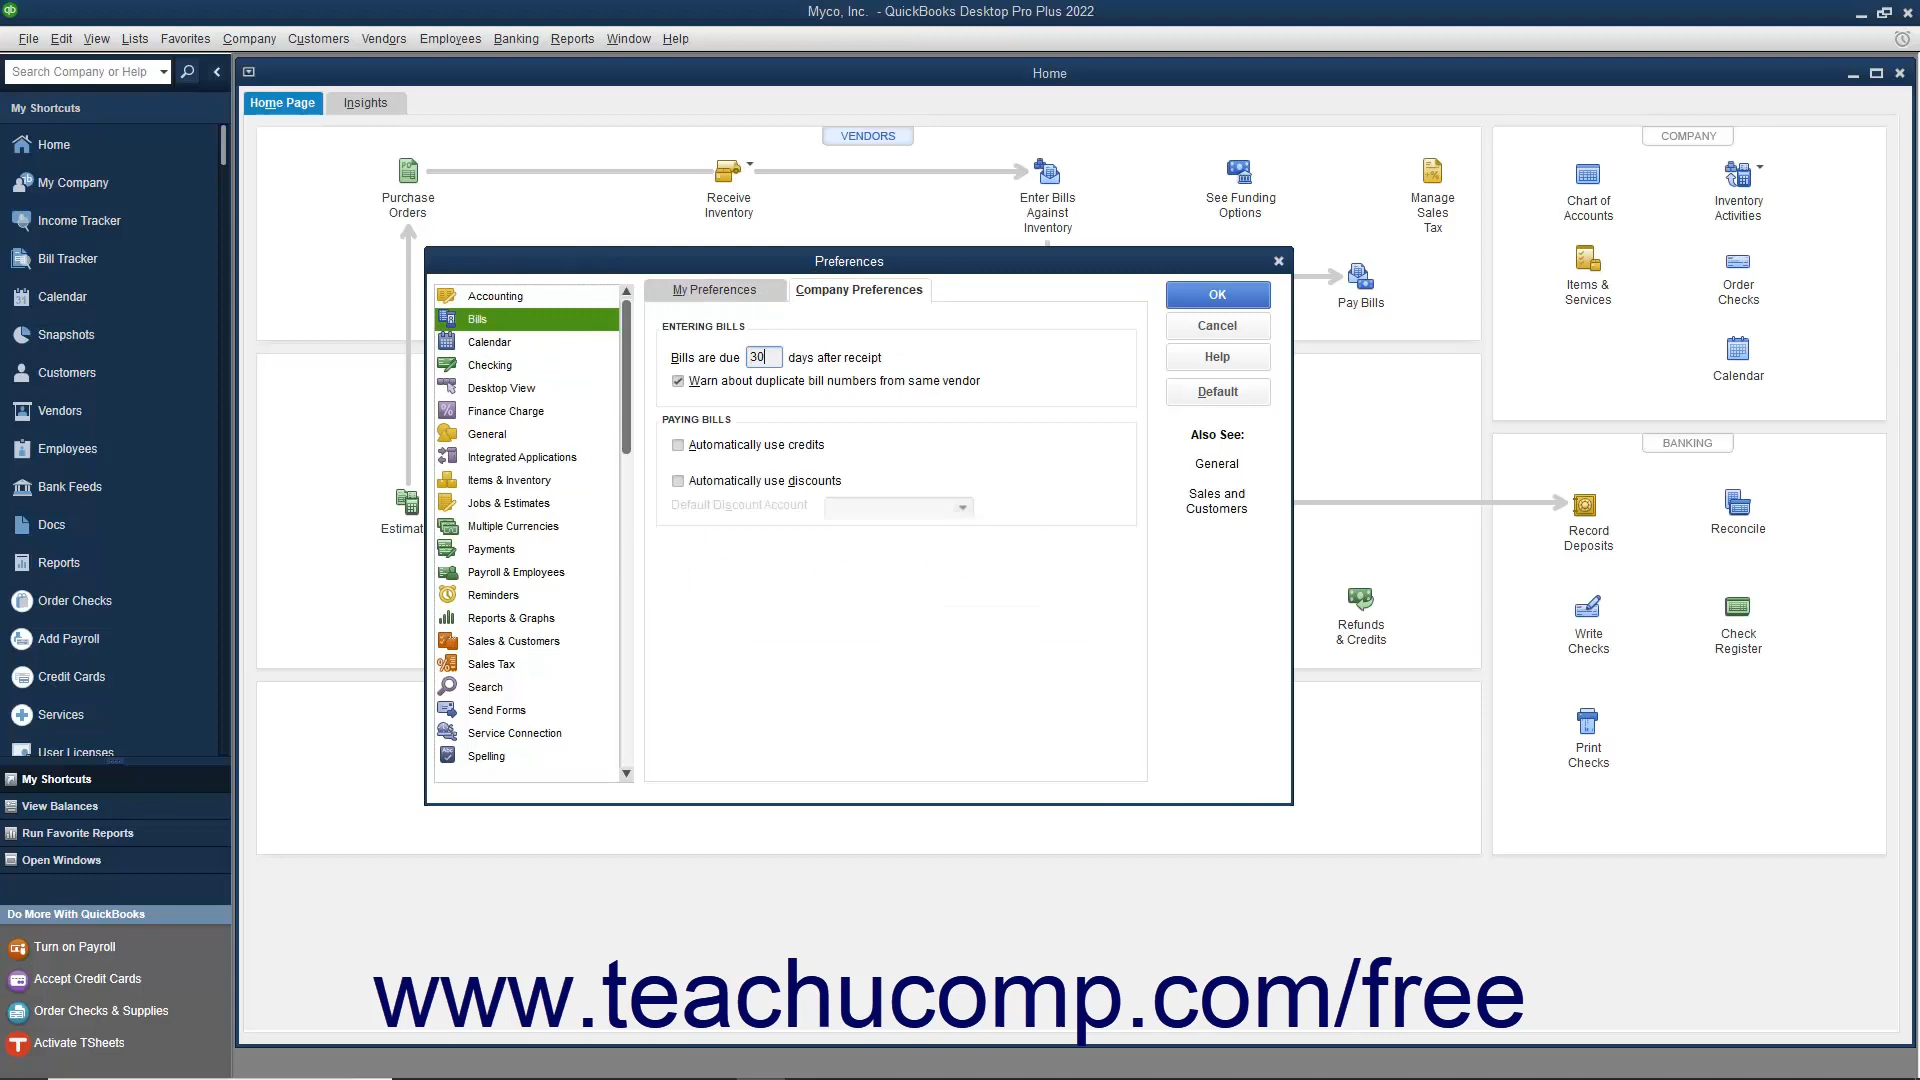 Myco, Inc. - QuickBooks Desktop Pro Plus 2022
File Edit View Lists Favorites Company Customers Vendors Employees Banking Reports Window Help
Search Company or Help
My Shortcuts
Home
My Company
Income Tracker
Bill Tracker
Calendar
Snapshots
Customers
Vendors
Employees
Bank Feeds
Docs
Reports
Order Checks
Add Payroll
Credit Cards
Services
User Licenses
My Shortcuts
View Balances
Run Favorite Reports
Open Windows
Do More With QuickBooks
Turn on Payroll
Accept Credit Cards
Order Checks & Supplies
Activate TSheets
Home
Home Page
Insights
VENDORS
Purchase
Orders
Receive
Inventory
Enter Bills
Against
Inventory
See Funding
Options
Manage
Sales
Tax
Pay Bills
Estimat
Refunds
& Credits
COMPANY
Chart of
Accounts
Inventory
Activities
Items &
Services
Order
Checks
Calendar
BANKING
Record
Deposits
Reconcile
Write
Checks
Check
Register
Print
Checks
Preferences
Accounting
Bills
Calendar
Checking
Desktop View
Finance Charge
General
Integrated Applications
Items & Inventory
Jobs & Estimates
Multiple Currencies
Payments
Payroll & Employees
Reminders
Reports & Graphs
Sales & Customers
Sales Tax
Search
Send Forms
Service Connection
Spelling
My Preferences
Company Preferences
ENTERING BILLS
Bills are due 30 days after receipt
Warn about duplicate bill numbers from same vendor
PAYING BILLS
Automatically use credits
Automatically use discounts
Default Discount Account
OK
Cancel
Help
Default
Also See:
General
Sales and
Customers
www.teachucomp.com/free